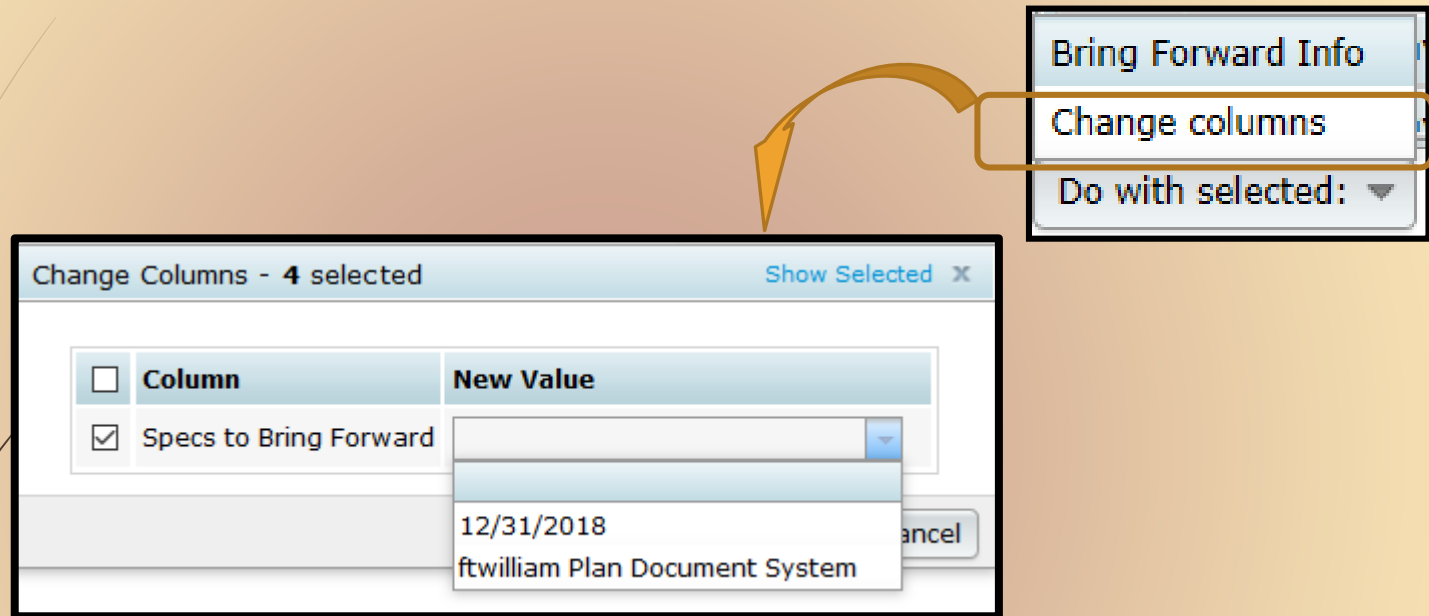 Bring Forward Info
Change columns
Do with selected:
Change Columns - 4 selected Show Selected X
Column New Value
Specs to Bring Forward
12/31/2018
ftwilliam Plan Document System